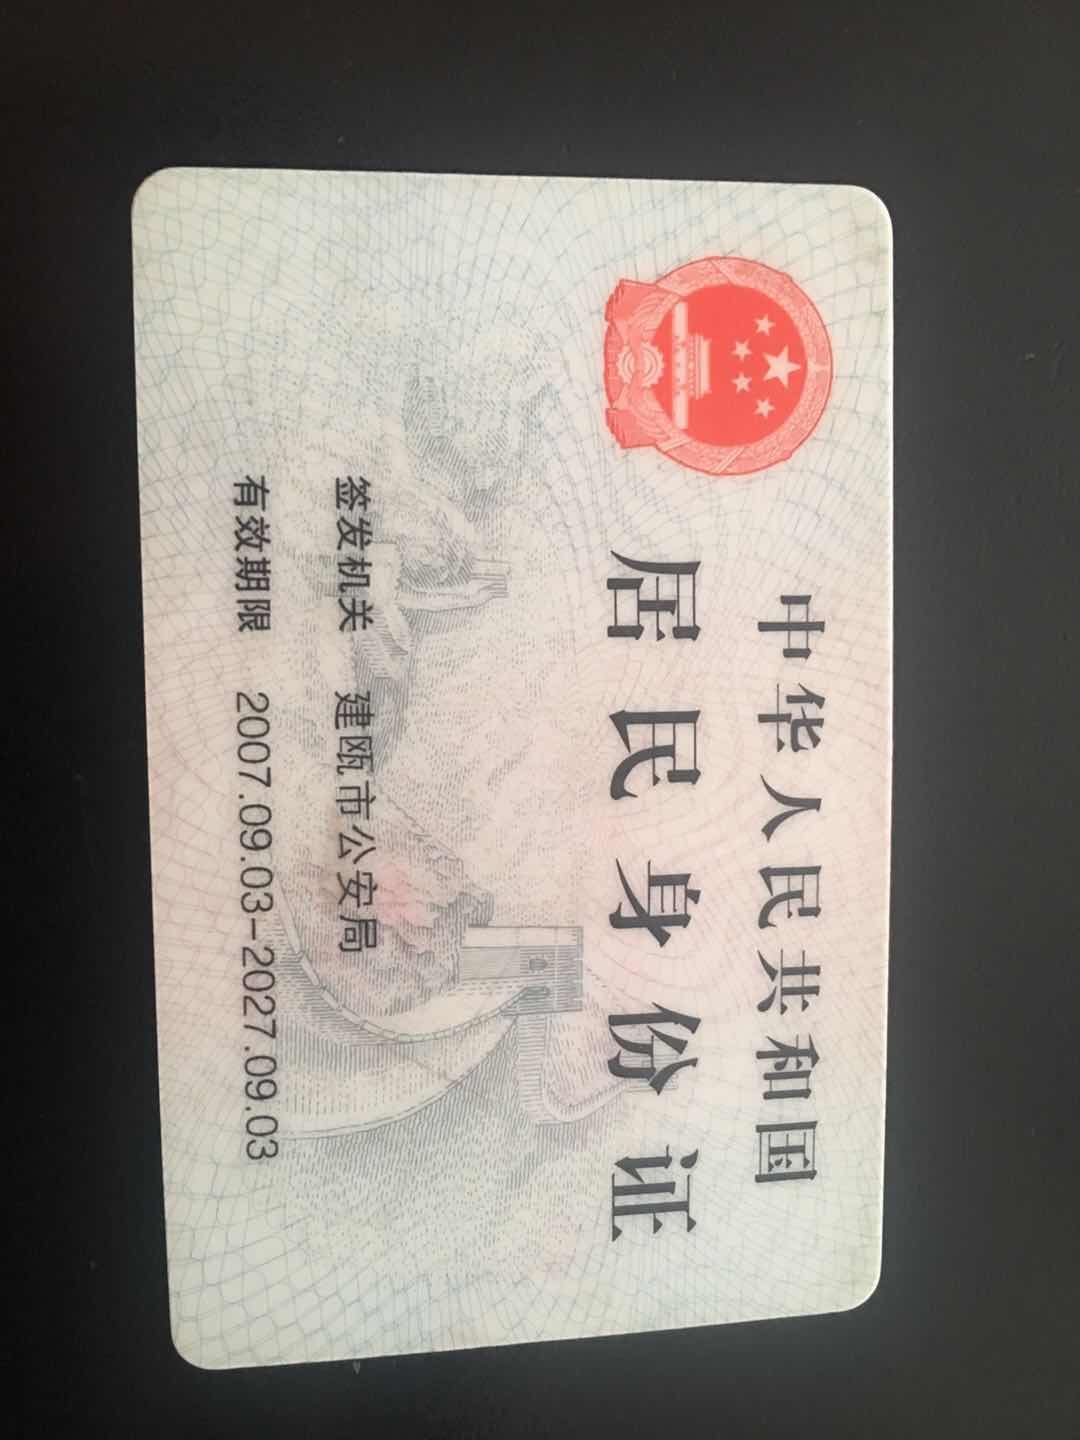 中华人民共和国
居民身份证
签发机关 建瓯市公安局
有效期限 2007.09.03-2027.09.03